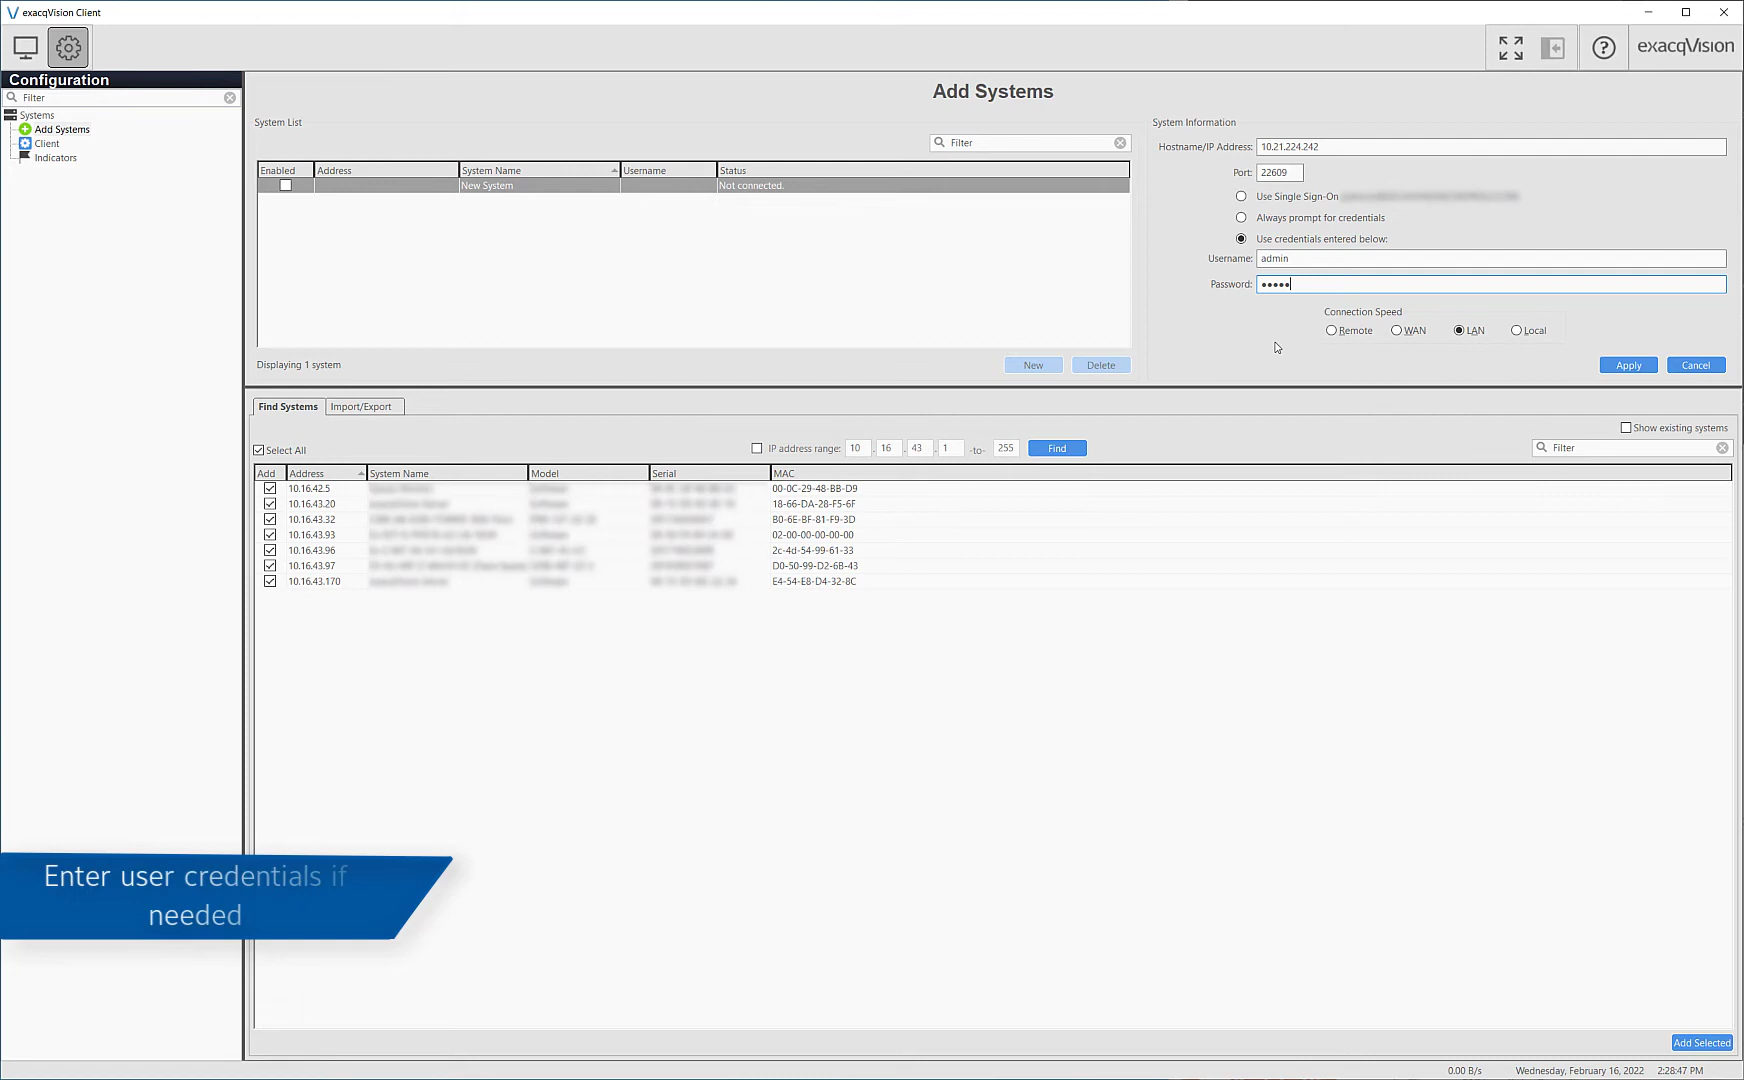 exacqVision Client
exacqVision
Configuration
Filter
Systems
Add Systems
Client
Indicators
Add Systems
System List
Filter
Enabled Address System Name Username Status
New System Not connected.
Displaying 1 system
New Delete
System Information
Hostname/IP Address: 10.21.224.242
Port: 22609
Use Single Sign-On
Always prompt for credentials
Use credentials entered below:
Username: admin
Password: •••••
Connection Speed
Remote WAN LAN Local
Apply Cancel
Find Systems Import/Export
Show existing systems
Select All IP address range: 10 . 16 . 43 . 1 -to- 255 Find Filter
Add Address System Name Model Serial MAC
10.16.42.5 00-0C-29-48-BB-D9
10.16.43.20 18-66-DA-28-F5-6F
10.16.43.32 B0-6E-BF-81-F9-3D
10.16.43.93 02-00-00-00-00-00
10.16.43.96 2c-4d-54-99-61-33
10.16.43.97 D0-50-99-D2-6B-43
10.16.43.170 E4-54-E8-D4-32-8C
Enter user credentials if
needed
Add Selected
0.00 B/s Wednesday, February 16, 2022 2:28:47 PM